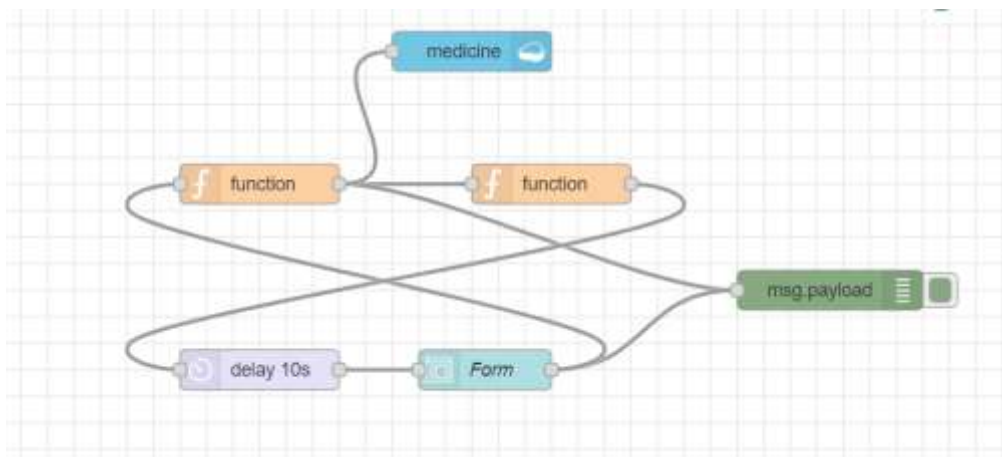 medicine
function
function
msg.payload
delay 10s
Form